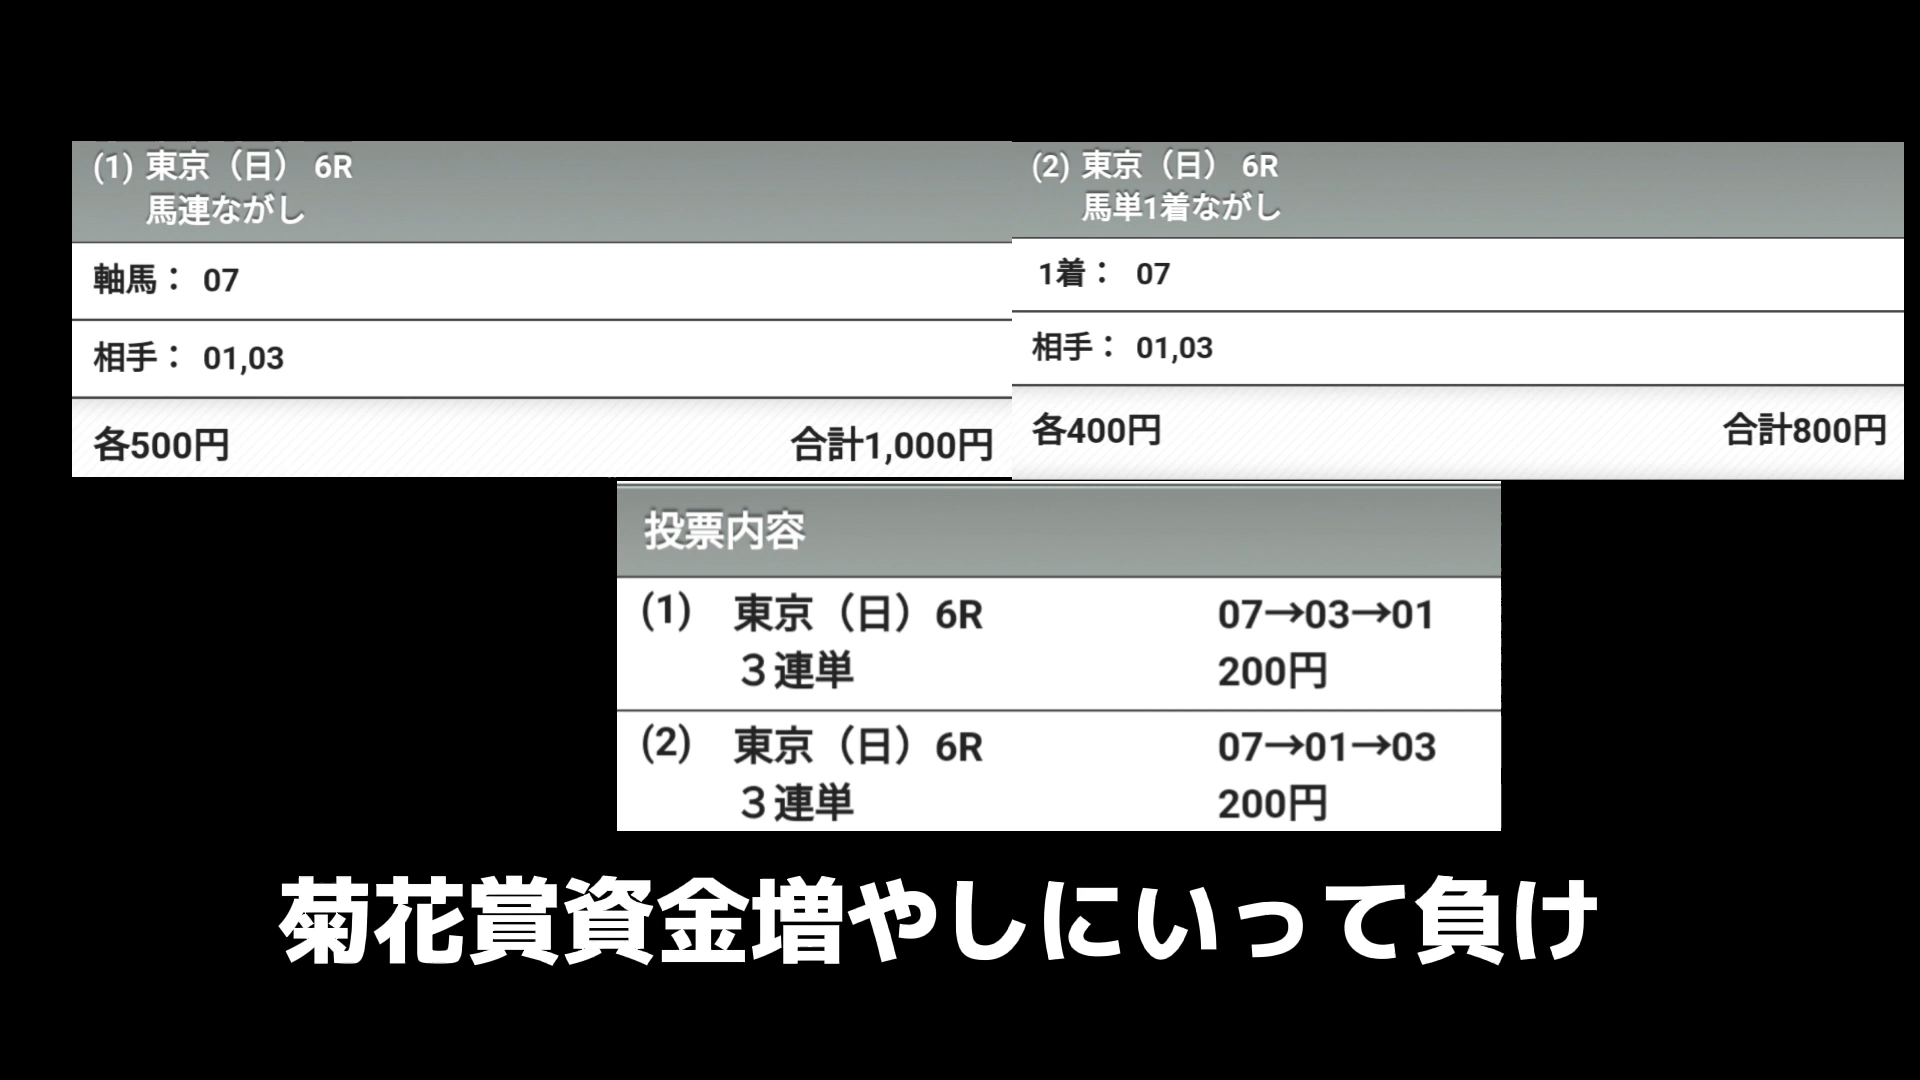 (1) 東京（日） 6R
馬連ながし
軸馬： 07
相手： 01,03
各500円 合計1,000円
(2) 東京（日） 6R
馬単1着ながし
1着： 07
相手： 01,03
各400円 合計800円
投票内容
(1) 東京（日）6R 07→03→01
３連単 200円
(2) 東京（日）6R 07→01→03
３連単 200円
菊花賞資金増やしにいって負け